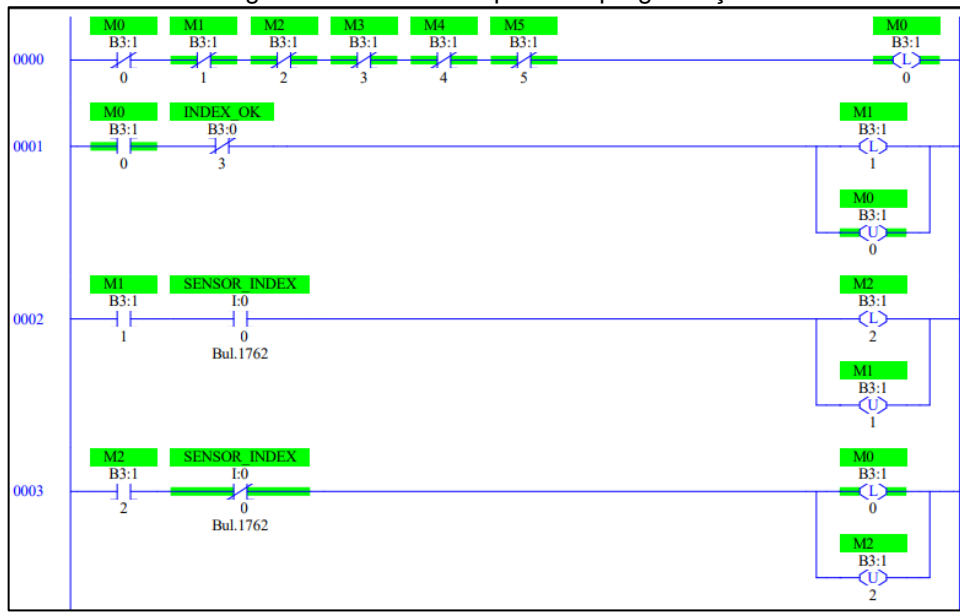 M0 M1 M2 M3 M4 M5 M0
B3:1 B3:1 B3:1 B3:1 B3:1 B3:1 B3:1
0000
L
0 1 2 3 4 5 0
M0 INDEX_OK M1
B3:1 B3:0 B3:1
0001
L
0 3 1
M0
B3:1
U
0
M1 SENSOR_INDEX M2
B3:1 I:0 B3:1
0002
L
1 0 2
Bul.1762
M1
B3:1
U
1
M2 SENSOR_INDEX M0
B3:1 I:0 B3:1
0003
L
2 0 0
Bul.1762
M2
B3:1
U
2